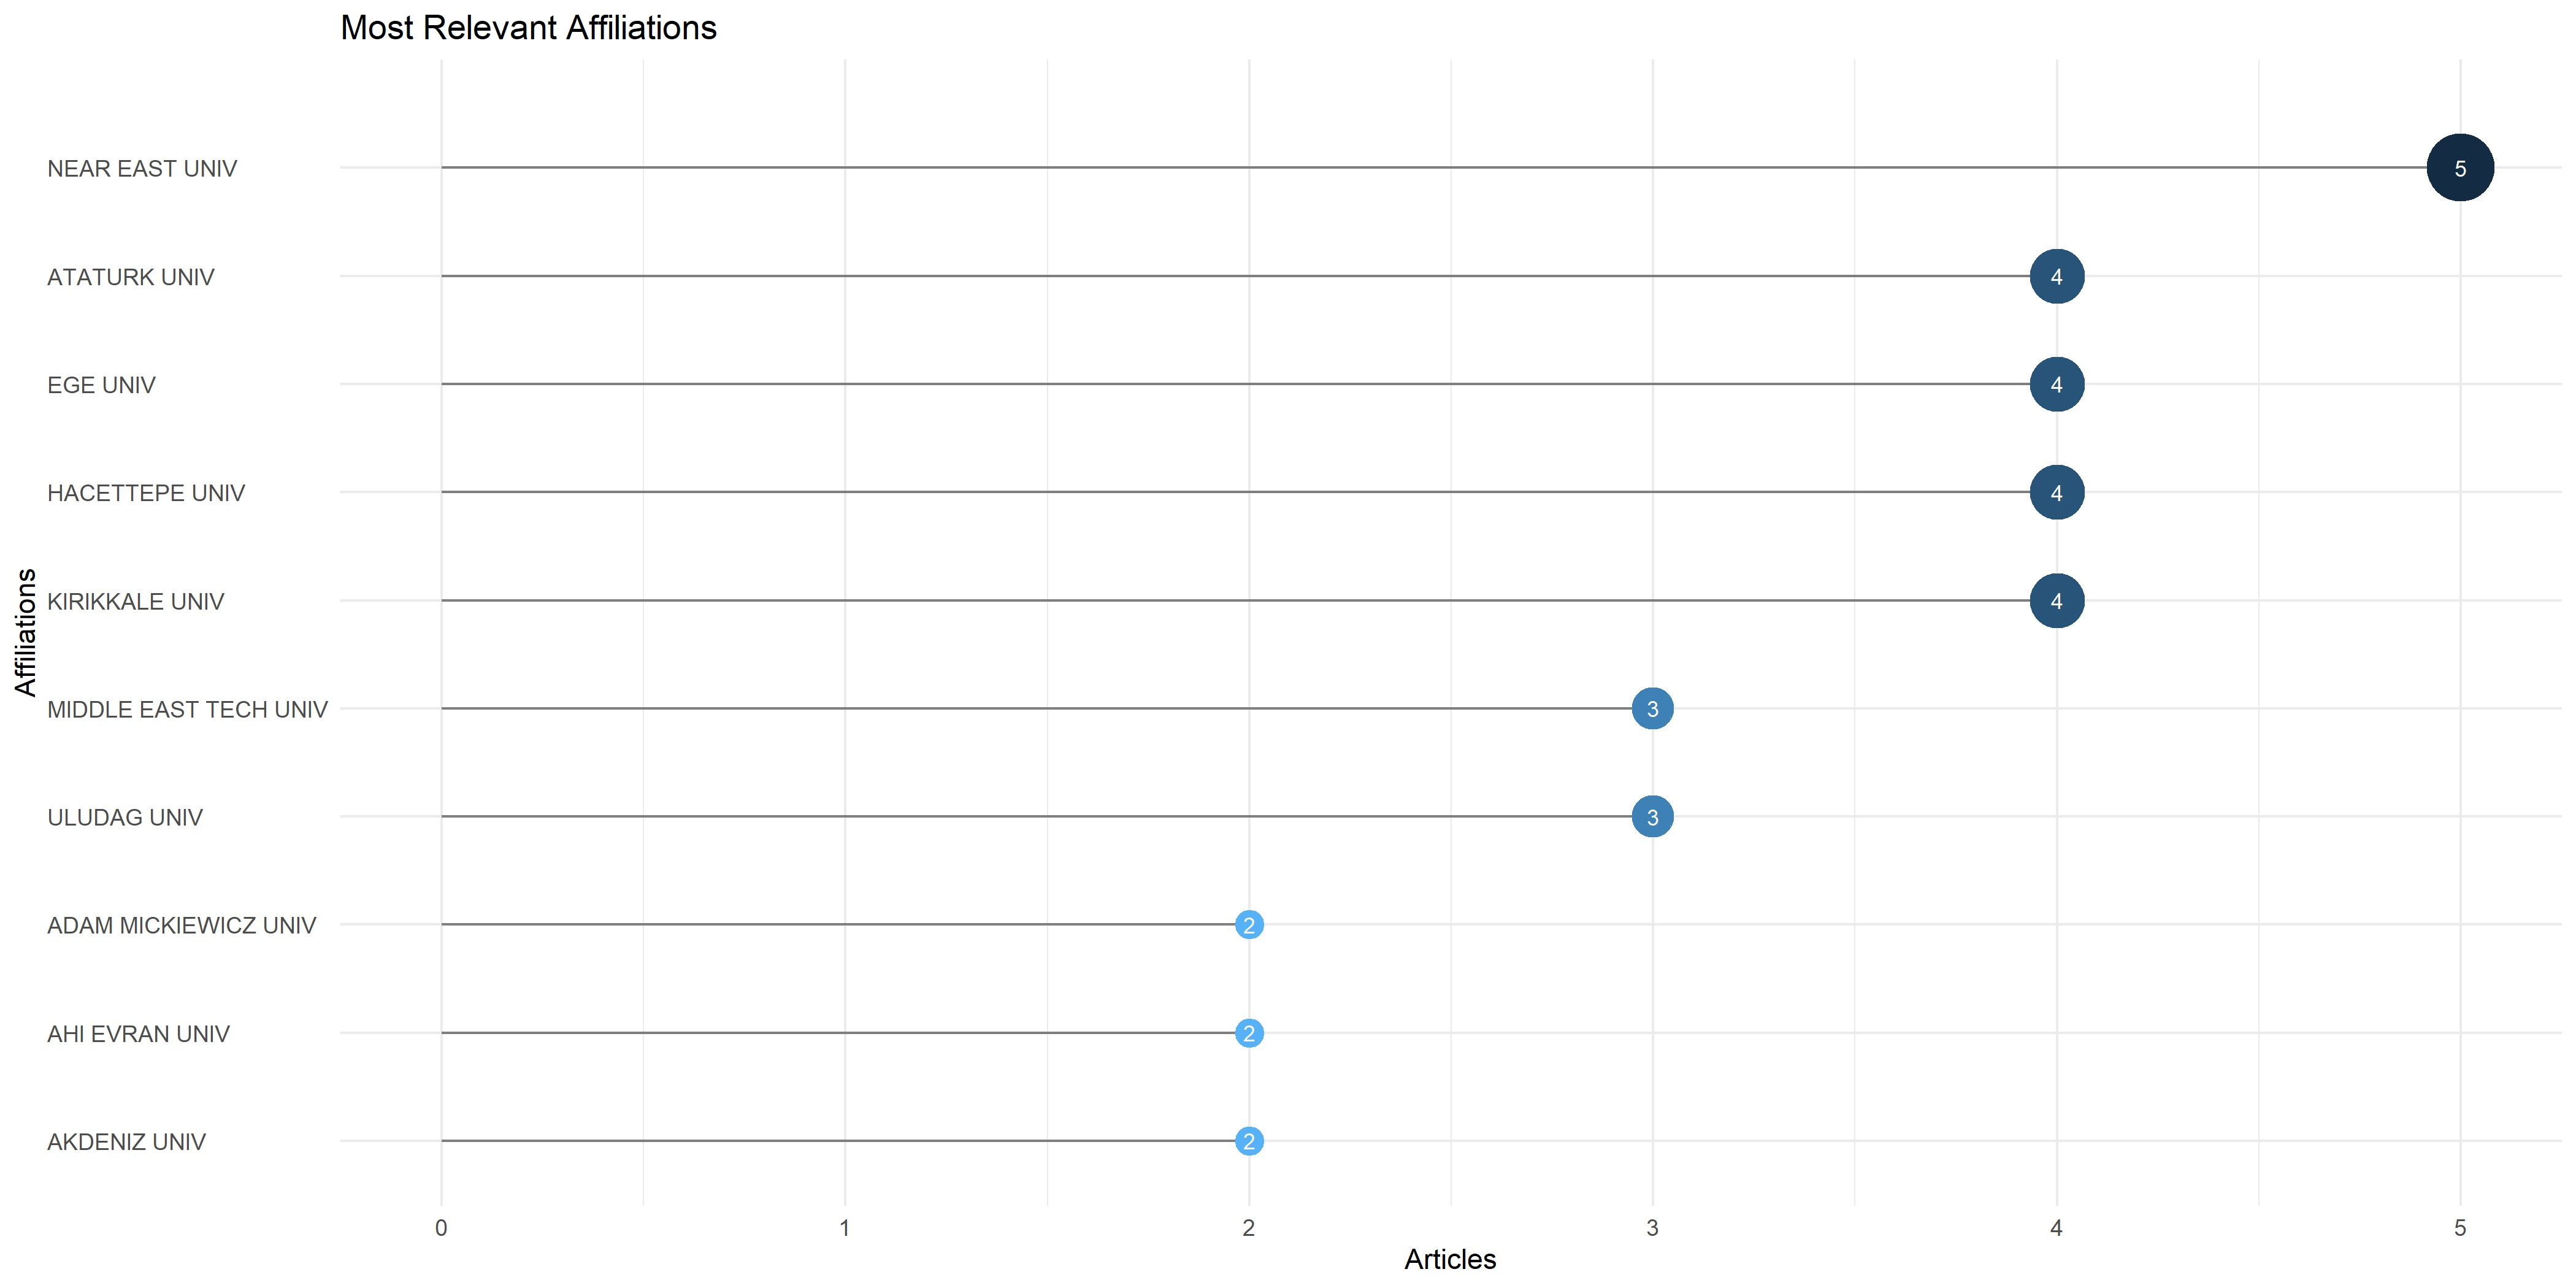 Most Relevant Affiliations
Affiliations
NEAR EAST UNIV 5
ATATURK UNIV 4
EGE UNIV 4
HACETTEPE UNIV 4
KIRIKKALE UNIV 4
MIDDLE EAST TECH UNIV 3
ULUDAG UNIV 3
ADAM MICKIEWICZ UNIV 2
AHI EVRAN UNIV 2
AKDENIZ UNIV 2
0 1 2 3 4 5
Articles